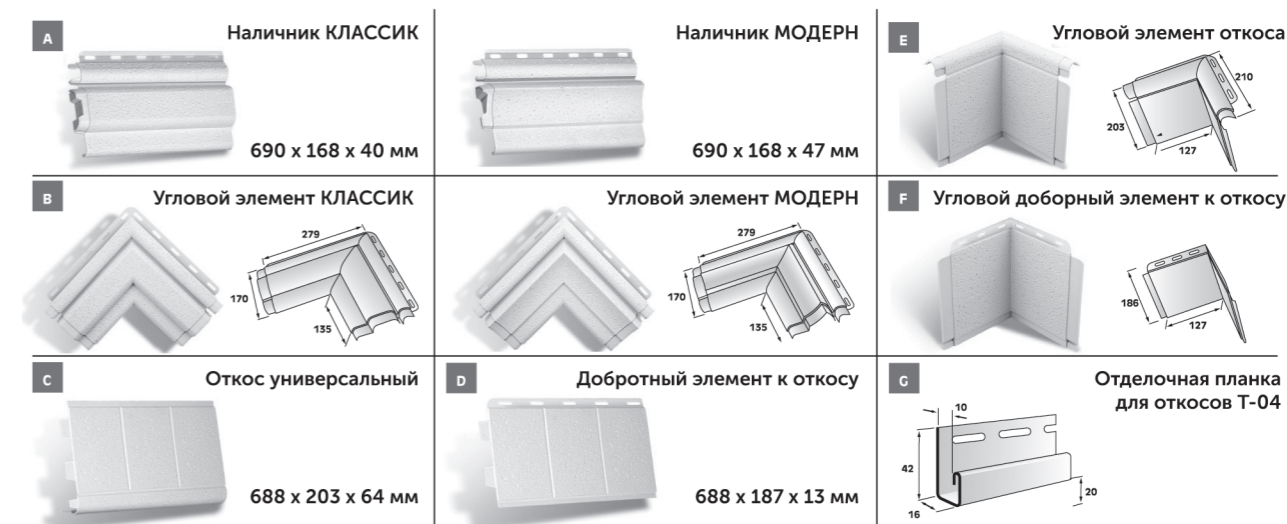 A
Наличник КЛАССИК
690 x 168 x 40 мм
Наличник МОДЕРН
690 x 168 x 47 мм
E
Угловой элемент откоса
210
203
127
B
Угловой элемент КЛАССИК
279
170
135
Угловой элемент МОДЕРН
279
170
135
F
Угловой доборный элемент к откосу
186
127
C
Откос универсальный
688 x 203 x 64 мм
D
Добротный элемент к откосу
688 x 187 x 13 мм
G
Отделочная планка
для откосов Т-04
10
42
16
20